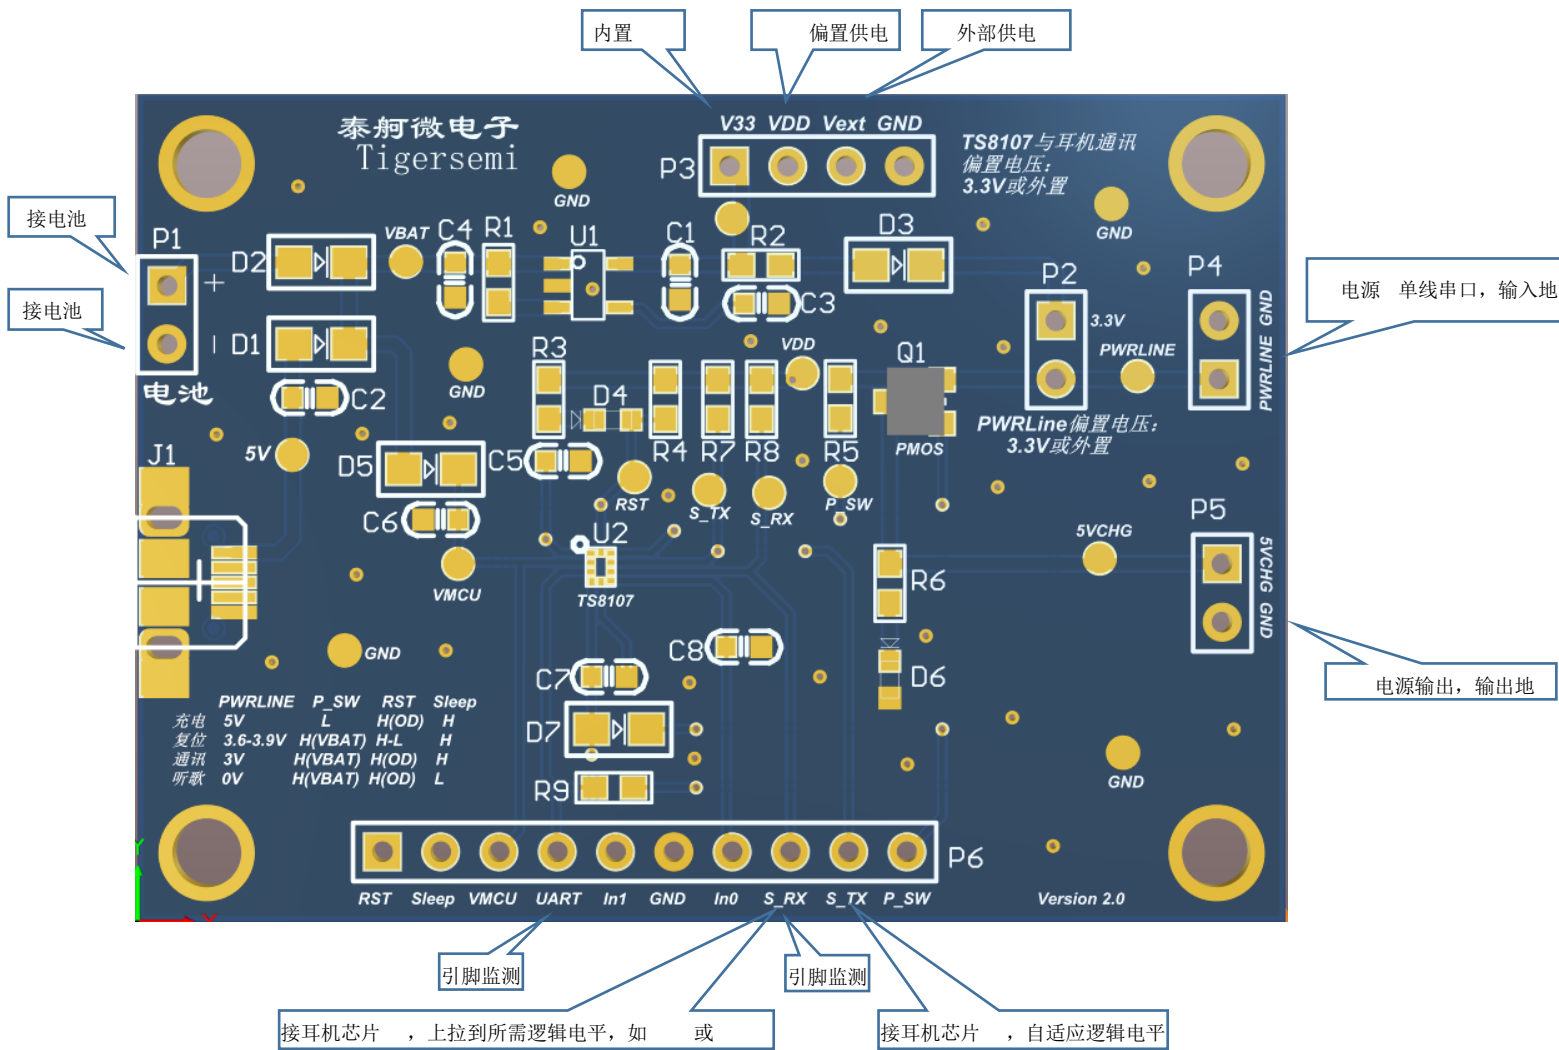 内置
偏置供电
外部供电
泰舸微电子
Tigersemi
V33 VDD Vext GND
P3
TS8107与耳机通讯
偏置电压:
3.3V或外置
GND
GND
接电池
接电池
P1
+
D2
VBAT
C4
R1
U1
C1
R2
D3
C3
P2
P4
3.3V
PWRLINE GND
电源 单线串口，输入地
D1
电池
C2
GND
R3
D4
VDD
Q1
PMOS
PWRLINE
PWRLine偏置电压:
3.3V或外置
J1
5V
D5
C5
R4
R7
R8
R5
RST
S_TX
S_RX
P_SW
C6
VMCU
U2
TS8107
R6
5VCHG
P5
5VCHG GND
电源输出，输出地
GND
C7
C8
D6
D7
R9
GND
PWRLINE P_SW RST Sleep
充电 5V L H(OD) H
复位 3.6-3.9V H(VBAT) H-L H
通讯 3V H(VBAT) H(OD) H
听歌 0V H(VBAT) H(OD) L
P6
RST Sleep VMCU UART In1 GND In0 S_RX S_TX P_SW
Version 2.0
引脚监测
引脚监测
接耳机芯片 ，上拉到所需逻辑电平，如 或
接耳机芯片 ，自适应逻辑电平